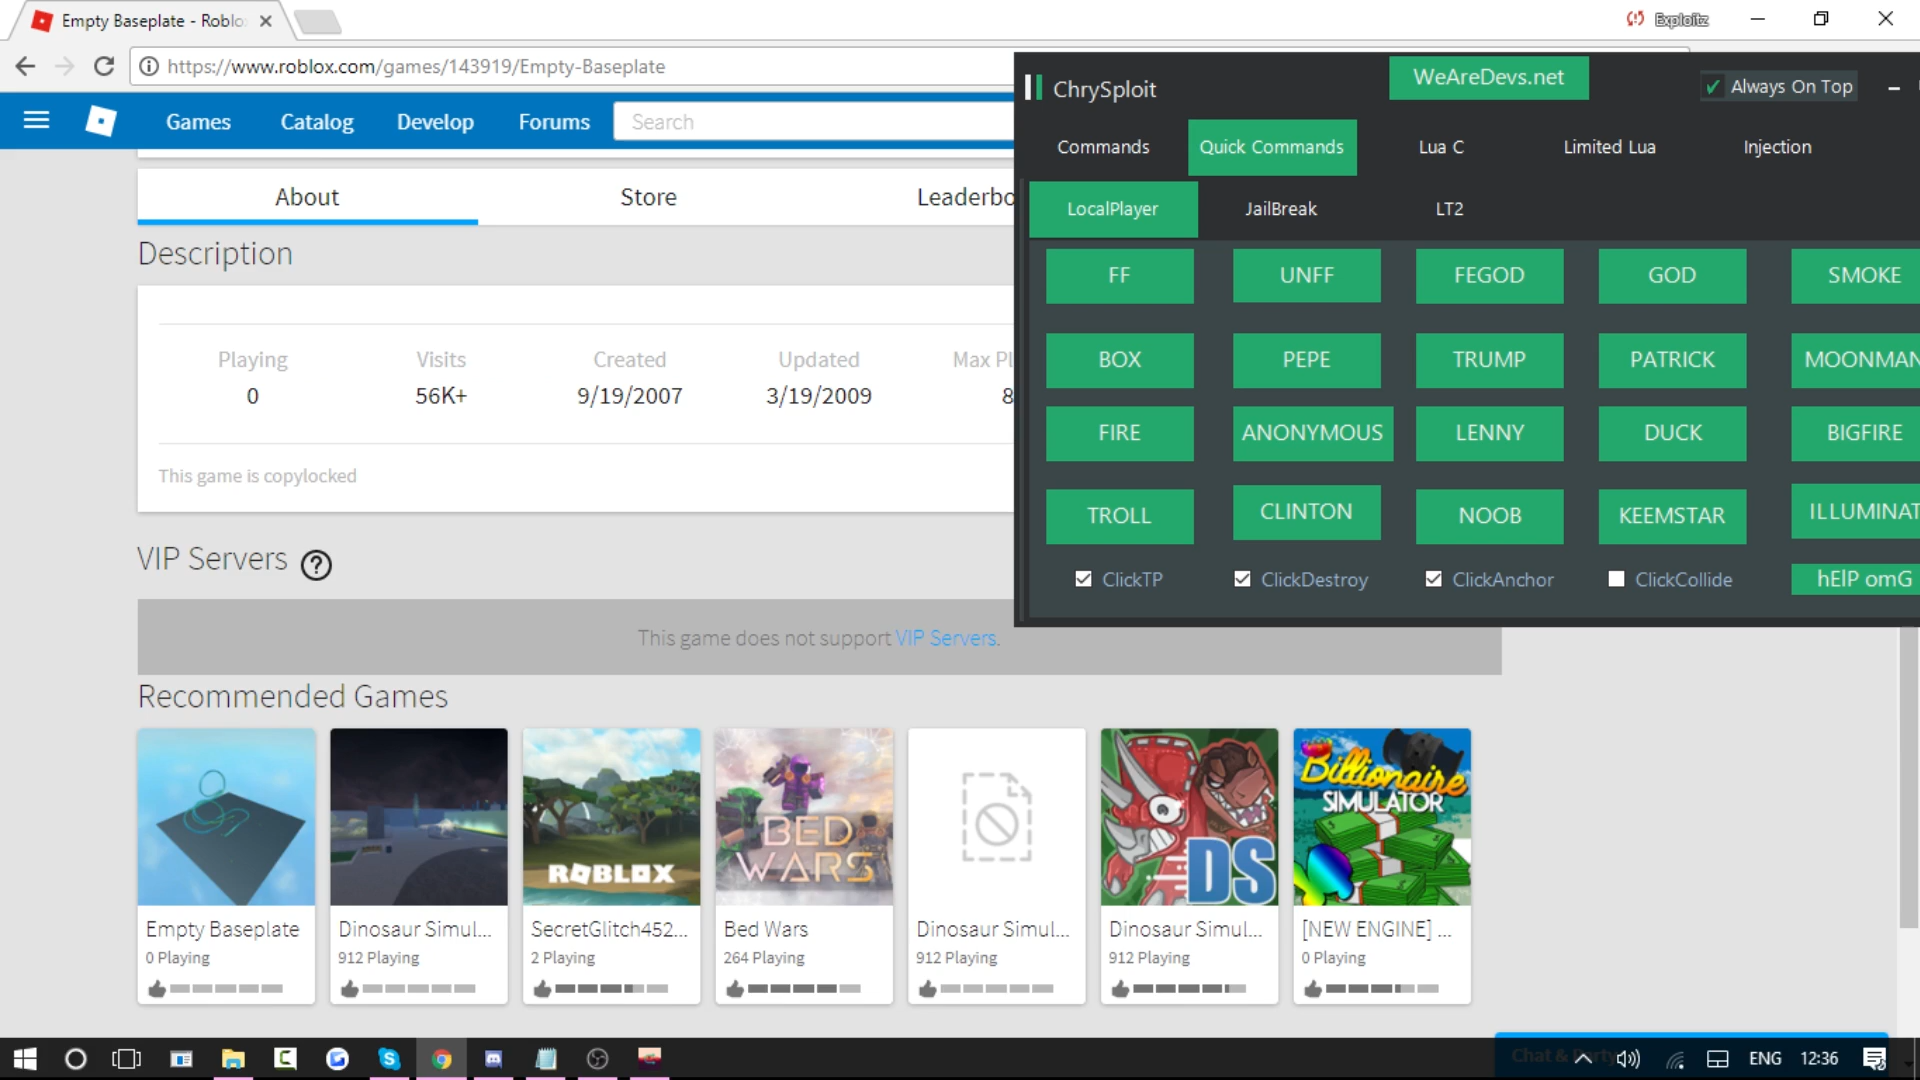 Empty Baseplate - Roblo
Exploitz
https://www.roblox.com/games/143919/Empty-Baseplate
Games
Catalog
Develop
Forums
Search
ChrySploit
WeAreDevs.net
Always On Top
Commands
Quick Commands
Lua C
Limited Lua
Injection
LocalPlayer
JailBreak
LT2
FF
UNFF
FEGOD
GOD
SMOKE
BOX
PEPE
TRUMP
PATRICK
MOONMAN
FIRE
ANONYMOUS
LENNY
DUCK
BIGFIRE
TROLL
CLINTON
NOOB
KEEMSTAR
ILLUMINAT
ClickTP
ClickDestroy
ClickAnchor
ClickCollide
hElP omG
About
Store
Leaderbo
Description
Playing
Visits
Created
Updated
Max Pl
0
56K+
9/19/2007
3/19/2009
8
This game is copylocked
VIP Servers ?
This game does not support VIP Servers.
Recommended Games
BED WARS
ROBLOX
DS
Billionaire
SIMULATOR
Empty Baseplate
Dinosaur Simul...
SecretGlitch452...
Bed Wars
Dinosaur Simul...
Dinosaur Simul...
[NEW ENGINE] ...
0 Playing
912 Playing
2 Playing
264 Playing
912 Playing
912 Playing
0 Playing
Chat & Party
ENG
12:36